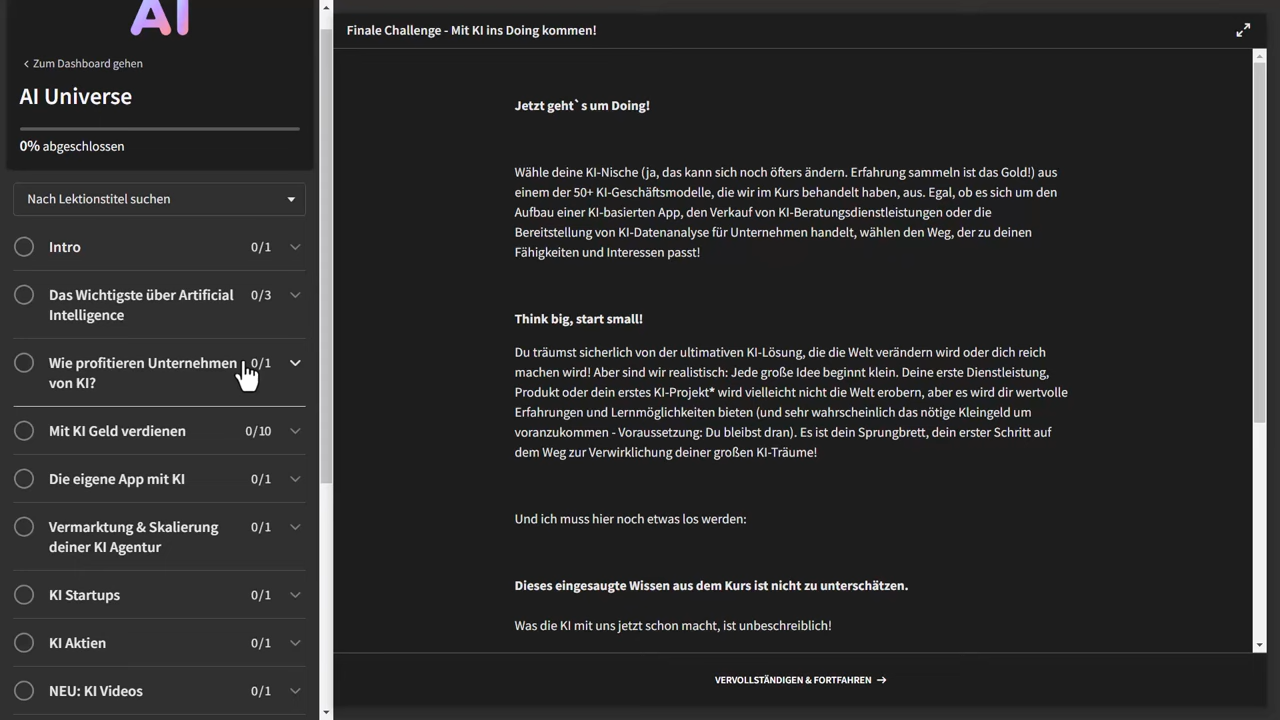 AI
Zum Dashboard gehen
AI Universe
0% abgeschlossen
Nach Lektionstitel suchen
Intro 0/1
Das Wichtigste über Artificial 0/3
Intelligence
Wie profitieren Unternehmen 0/1
von KI?
Mit KI Geld verdienen 0/10
Die eigene App mit KI 0/1
Vermarktung & Skalierung 0/1
deiner KI Agentur
KI Startups 0/1
KI Aktien 0/1
NEU: KI Videos 0/1
Finale Challenge - Mit KI ins Doing kommen!
Jetzt geht`s um Doing!
Wähle deine KI-Nische (ja, das kann sich noch öfters ändern. Erfahrung sammeln ist das Gold!) aus
einem der 50+ KI-Geschäftsmodelle, die wir im Kurs behandelt haben, aus. Egal, ob es sich um den
Aufbau einer KI-basierten App, den Verkauf von KI-Beratungsdienstleistungen oder die
Bereitstellung von KI-Datenanalyse für Unternehmen handelt, wählen den Weg, der zu deinen
Fähigkeiten und Interessen passt!
Think big, start small!
Du träumst sicherlich von der ultimativen KI-Lösung, die die Welt verändern wird oder dich reich
machen wird! Aber sind wir realistisch: Jede große Idee beginnt klein. Deine erste Dienstleistung,
Produkt oder dein erstes KI-Projekt* wird vielleicht nicht die Welt erobern, aber es wird dir wertvolle
Erfahrungen und Lernmöglichkeiten bieten (und sehr wahrscheinlich das nötige Kleingeld um
voranzukommen - Voraussetzung: Du bleibst dran). Es ist dein Sprungbrett, dein erster Schritt auf
dem Weg zur Verwirklichung deiner großen KI-Träume!
Und ich muss hier noch etwas los werden:
Dieses eingesaugte Wissen aus dem Kurs ist nicht zu unterschätzen.
Was die KI mit uns jetzt schon macht, ist unbeschreiblich!
VERVOLLSTÄNDIGEN & FORTFAHREN